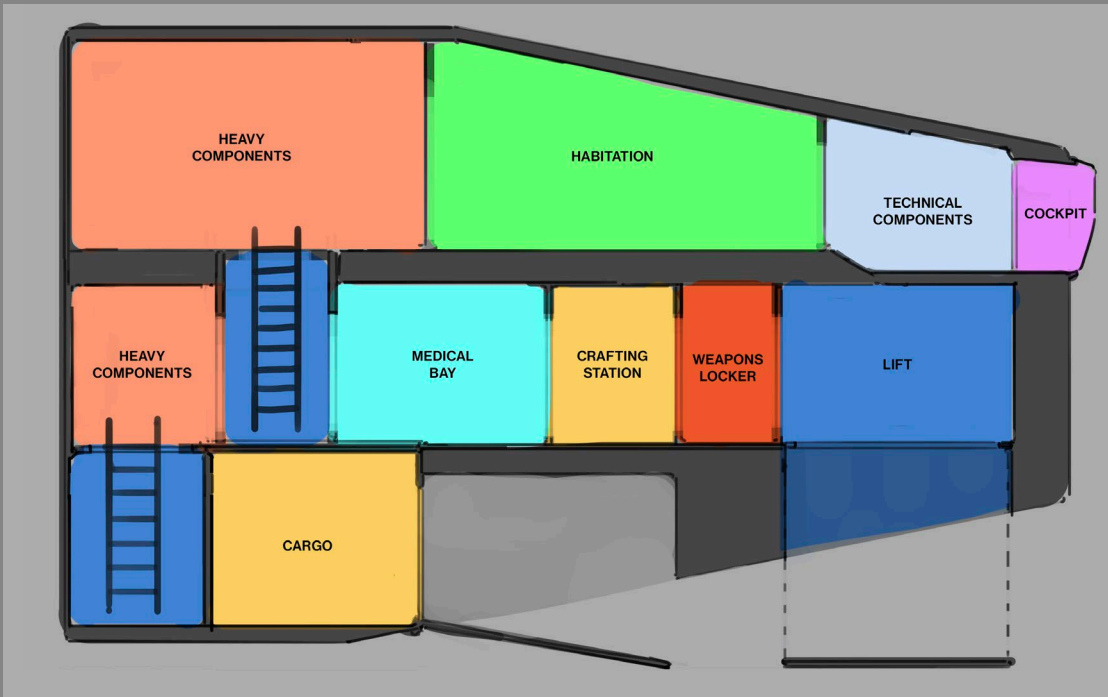 HEAVY
COMPONENTS
HABITATION
TECHNICAL
COMPONENTS
COCKPIT
HEAVY
COMPONENTS
MEDICAL
BAY
CRAFTING
STATION
WEAPONS
LOCKER
LIFT
CARGO